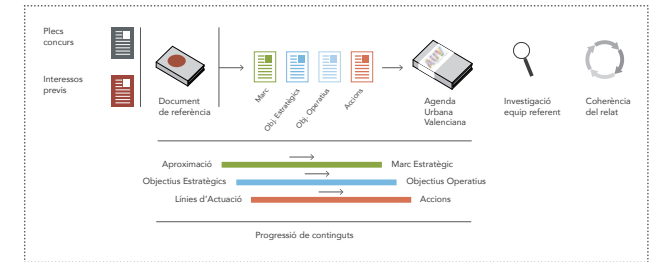 Plecs
concurs
Interessos
previs
Document
de referència
Marc
Obj. Estratègics
Obj. Operatius
Accions
AUV
Agenda
Urbana
Valenciana
Investigació
equip referent
Coherència
del relat
Aproximació
Marc Estratègic
Objectius Estratègics
Objectius Operatius
Línies d'Actuació
Accions
Progressió de continguts